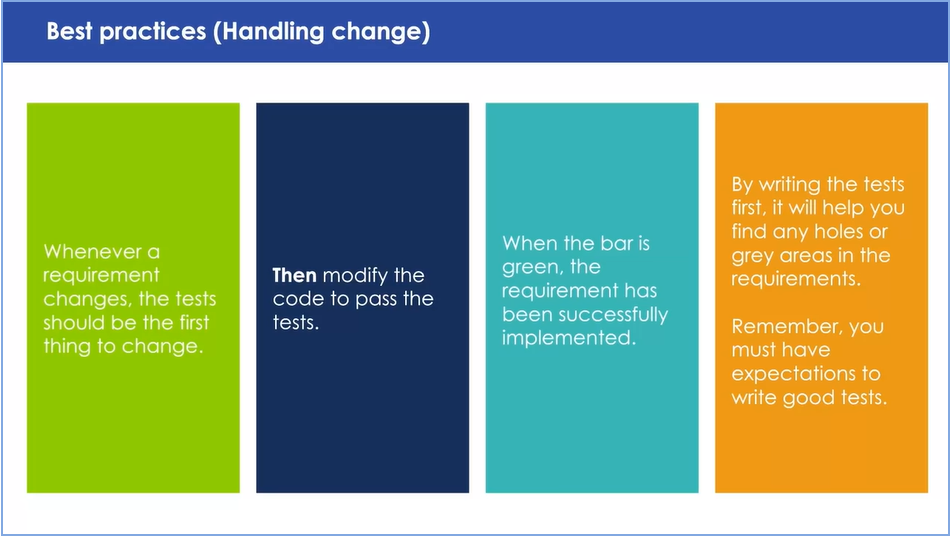 Best practices (Handling change)
Whenever a
requirement
changes, the tests
should be the first
thing to change.
Then modify the
code to pass the
tests.
When the bar is
green, the
requirement has
been successfully
implemented.
By writing the tests
first, it will help you
find any holes or
grey areas in the
requirements.
Remember, you
must have
expectations to
write good tests.